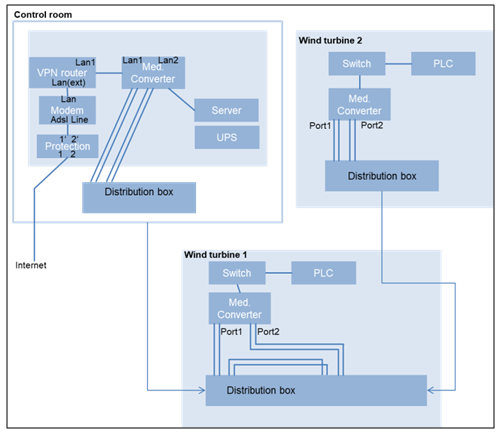 Control room
Lan1
Lan1
Lan2
VPN router
Med.
Converter
Lan(ext)
Lan
Modem
Adsl Line
1' 2'
Protection
1 2
Server
UPS
Distribution box
Internet
Wind turbine 2
Switch
PLC
Med.
Converter
Port1
Port2
Distribution box
Wind turbine 1
Switch
PLC
Med.
Converter
Port1
Port2
Distribution box